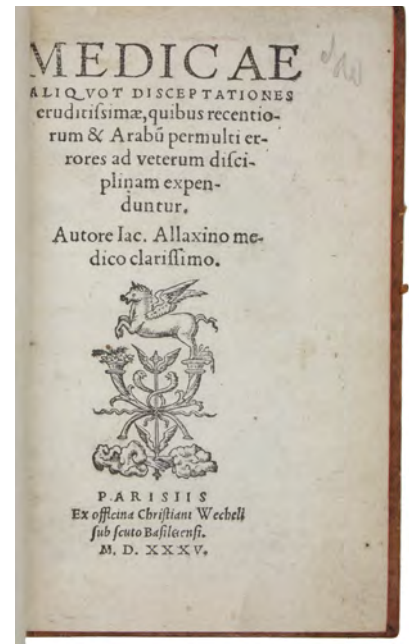 MEDICAE
ALIQVOT DISCEPTATIONES
eruditiſsimæ, quibus recentio-
rum & Arabũ permulti er-
rores ad veterum diſci-
plinam expen-
duntur.
Autore Iac. Allaxino me-
dico clariſſimo.
PARISIIS
Ex officina Chriſtiani Wecheli
ſub ſcuto Baſileienſi.
M. D. XXXV.